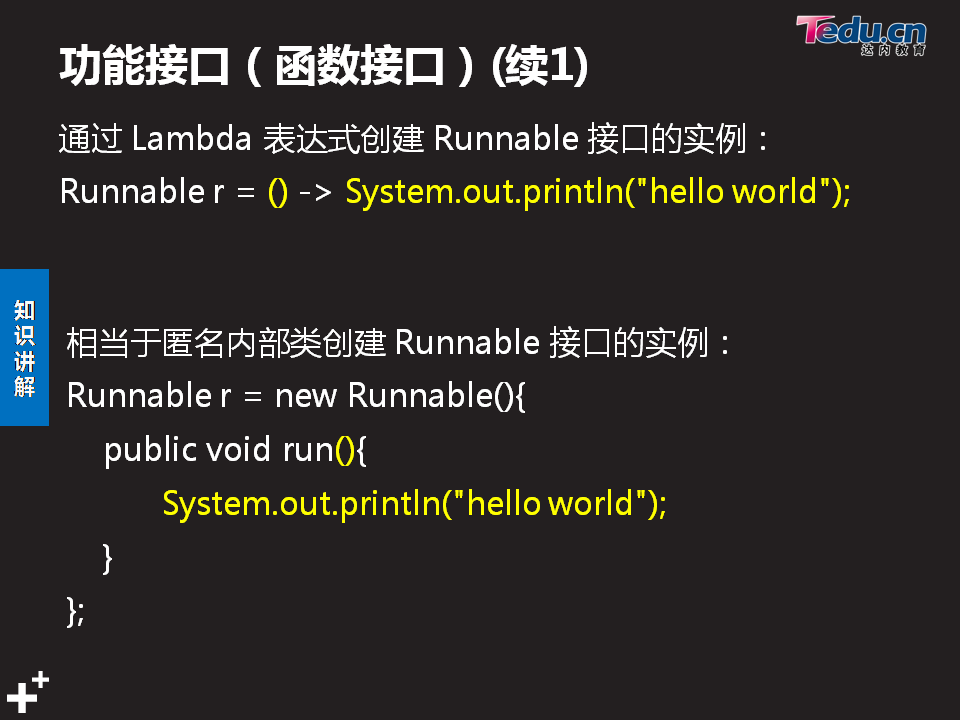 Tedu.cn
达内教育
功能接口（函数接口）(续1)
通过 Lambda 表达式创建 Runnable 接口的实例：
Runnable r = () -> System.out.println("hello world");
知识讲解
相当于匿名内部类创建 Runnable 接口的实例：
Runnable r = new Runnable(){
public void run(){
System.out.println("hello world");
}
};